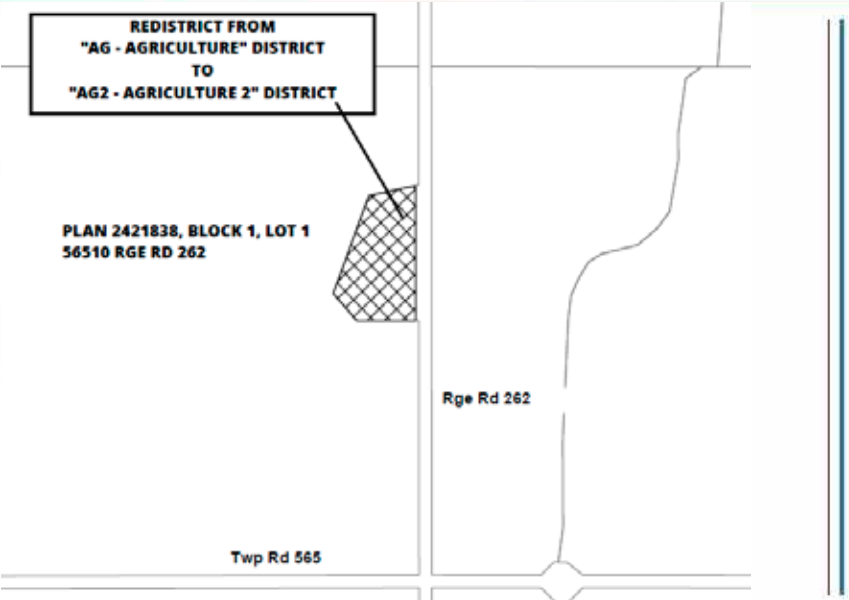 REDISTRICT FROM
"AG - AGRICULTURE" DISTRICT
TO
"AG2 - AGRICULTURE 2" DISTRICT
PLAN 2421838, BLOCK 1, LOT 1
56510 RGE RD 262
Rge Rd 262
Twp Rd 565